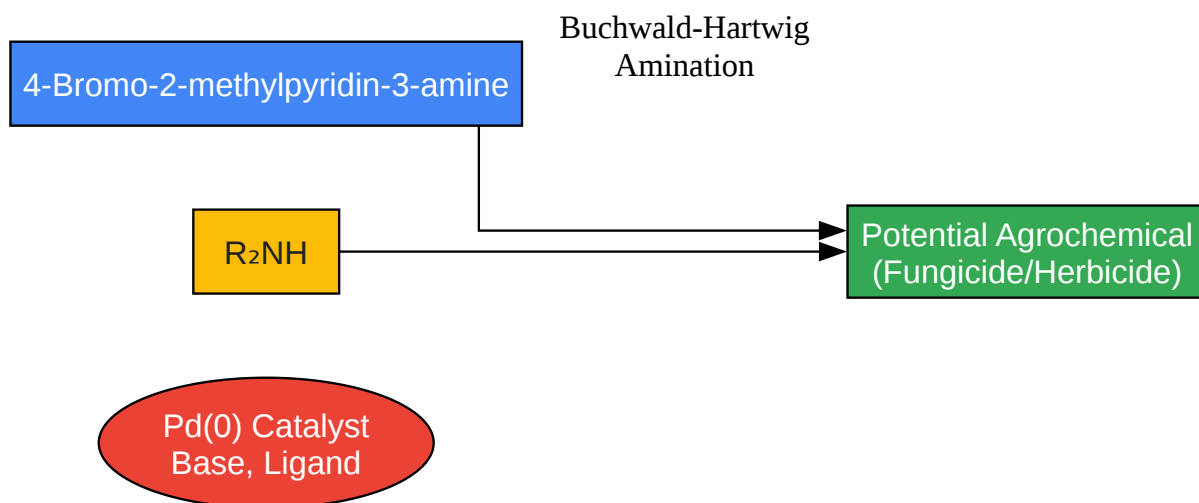 Buchwald-Hartwig
Amination
4-Bromo-2-methylpyridin-3-amine
R₂NH
Potential Agrochemical
(Fungicide/Herbicide)
Pd(0) Catalyst
Base, Ligand